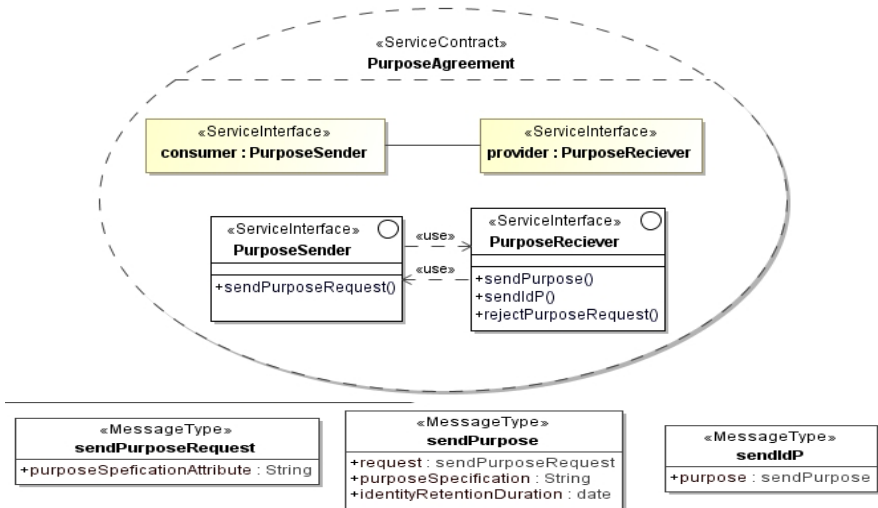 «ServiceContract»
PurposeAgreement
«ServiceInterface»
consumer : PurposeSender
«ServiceInterface»
provider : PurposeReciever
«ServiceInterface»
PurposeSender
+sendPurposeRequest()
«use»
«use»
«ServiceInterface»
PurposeReciever
+sendPurpose()
+sendIdP()
+rejectPurposeRequest()
«MessageType»
sendPurposeRequest
+purposeSpeficationAttribute : String
«MessageType»
sendPurpose
+request : sendPurposeRequest
+purposeSpecification : String
+identityRetentionDuration : date
«MessageType»
sendIdP
+purpose : sendPurpose